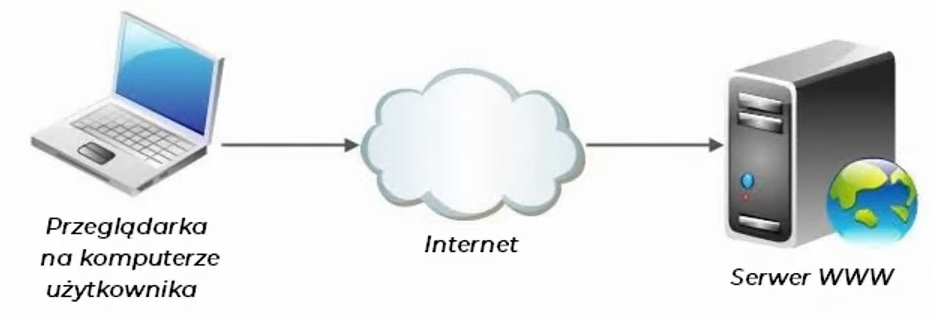 Przeglądarka
na komputerze
użytkownika
Internet
Serwer WWW